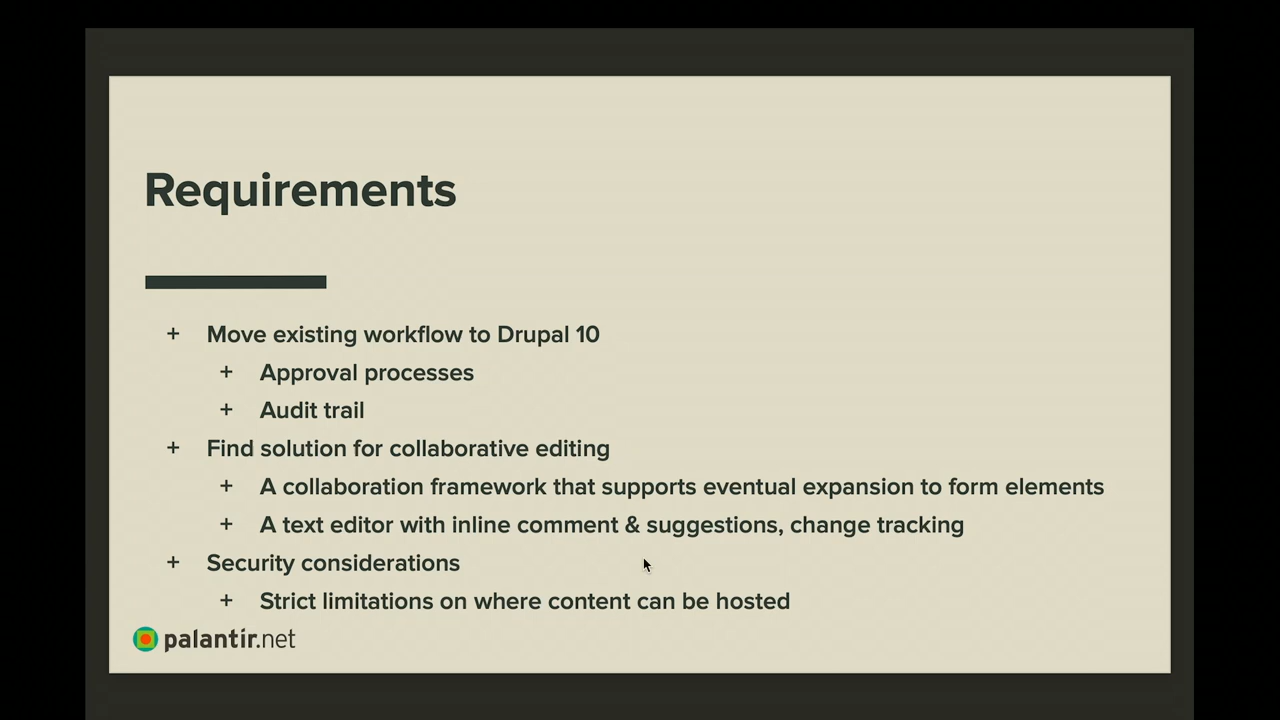 Requirements
+ Move existing workflow to Drupal 10
+ Approval processes
+ Audit trail
+ Find solution for collaborative editing
+ A collaboration framework that supports eventual expansion to form elements
+ A text editor with inline comment & suggestions, change tracking
+ Security considerations
+ Strict limitations on where content can be hosted
palantir.net